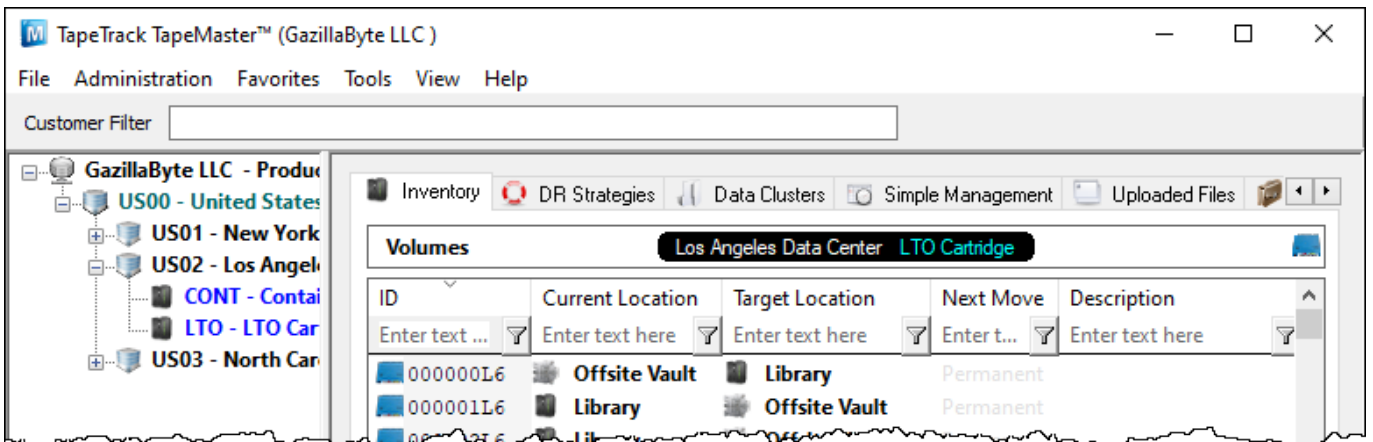 TapeTrack TapeMaster™ (GazillaByte LLC )
File Administration Favorites Tools View Help
Customer Filter
GazillaByte LLC - Produc
US00 - United States
US01 - New York
US02 - Los Angel
CONT - Contai
LTO - LTO Car
US03 - North Car
Inventory DR Strategies Data Clusters Simple Management Uploaded Files
Volumes Los Angeles Data Center LTO Cartridge
ID Current Location Target Location Next Move Description
Enter text ... Enter text here Enter text here Enter t... Enter text here
000000L6 Offsite Vault Library Permanent
000001L6 Library Offsite Vault Permanent